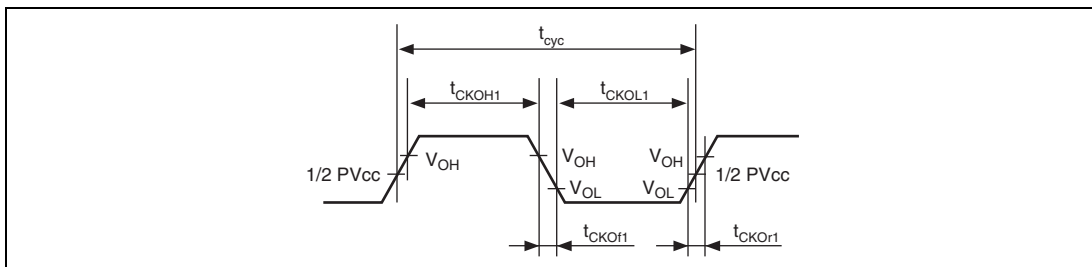 tcyc
tCKOH1 tCKOL1
VOH VOH VOH
1/2 PVcc VOL VOL 1/2 PVcc
tCKOf1 tCKOr1